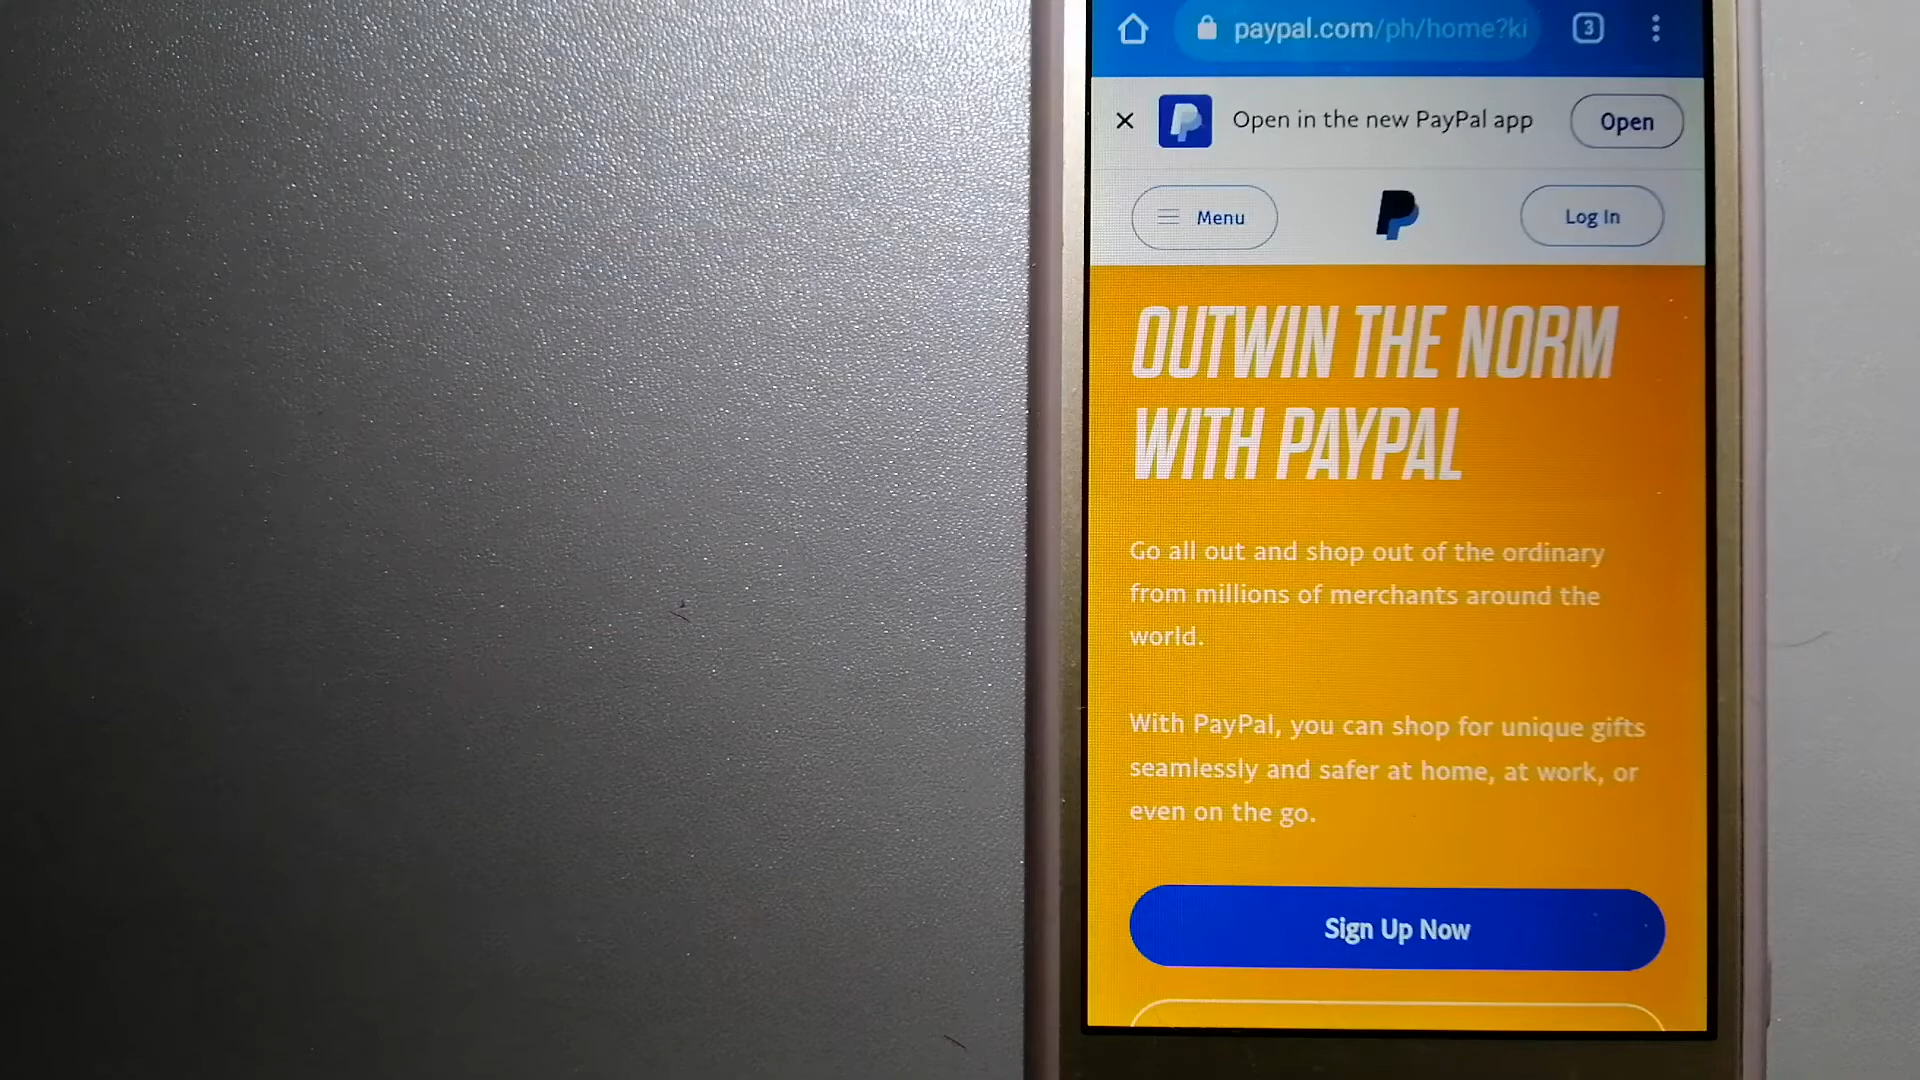 paypal.com/ph/home?ki
3
Open in the new PayPal app
Open
Menu
Log In
OUTWIN THE NORM
WITH PAYPAL
Go all out and shop out of the ordinary
from millions of merchants around the
world.
With PayPal, you can shop for unique gifts
seamlessly and safer at home, at work, or
even on the go.
Sign Up Now